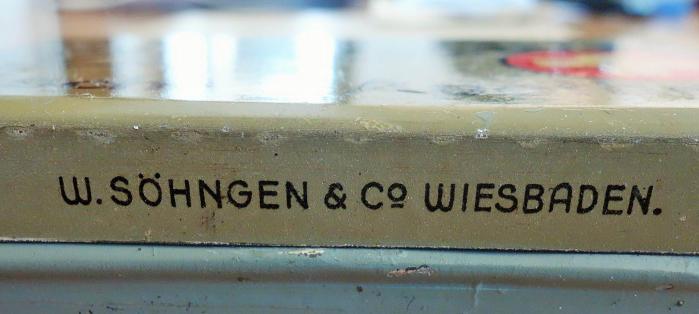 W. SÖHNGEN & Cº WIESBADEN.